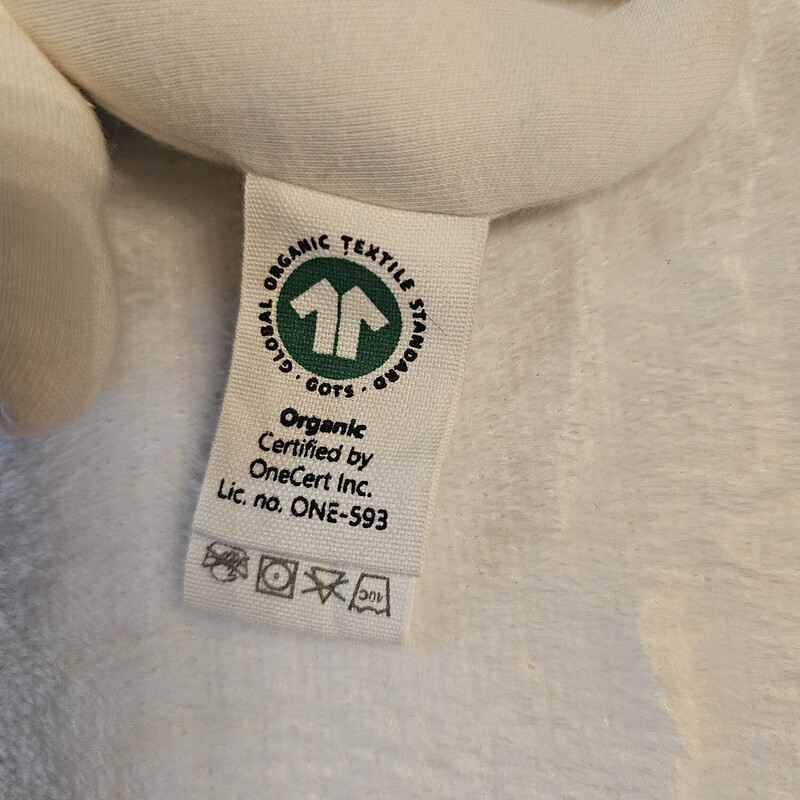 GLOBAL ORGANIC TEXTILE STANDARD · GOTS ·
Organic
Certified by
OneCert Inc.
Lic. no. ONE-593
40C